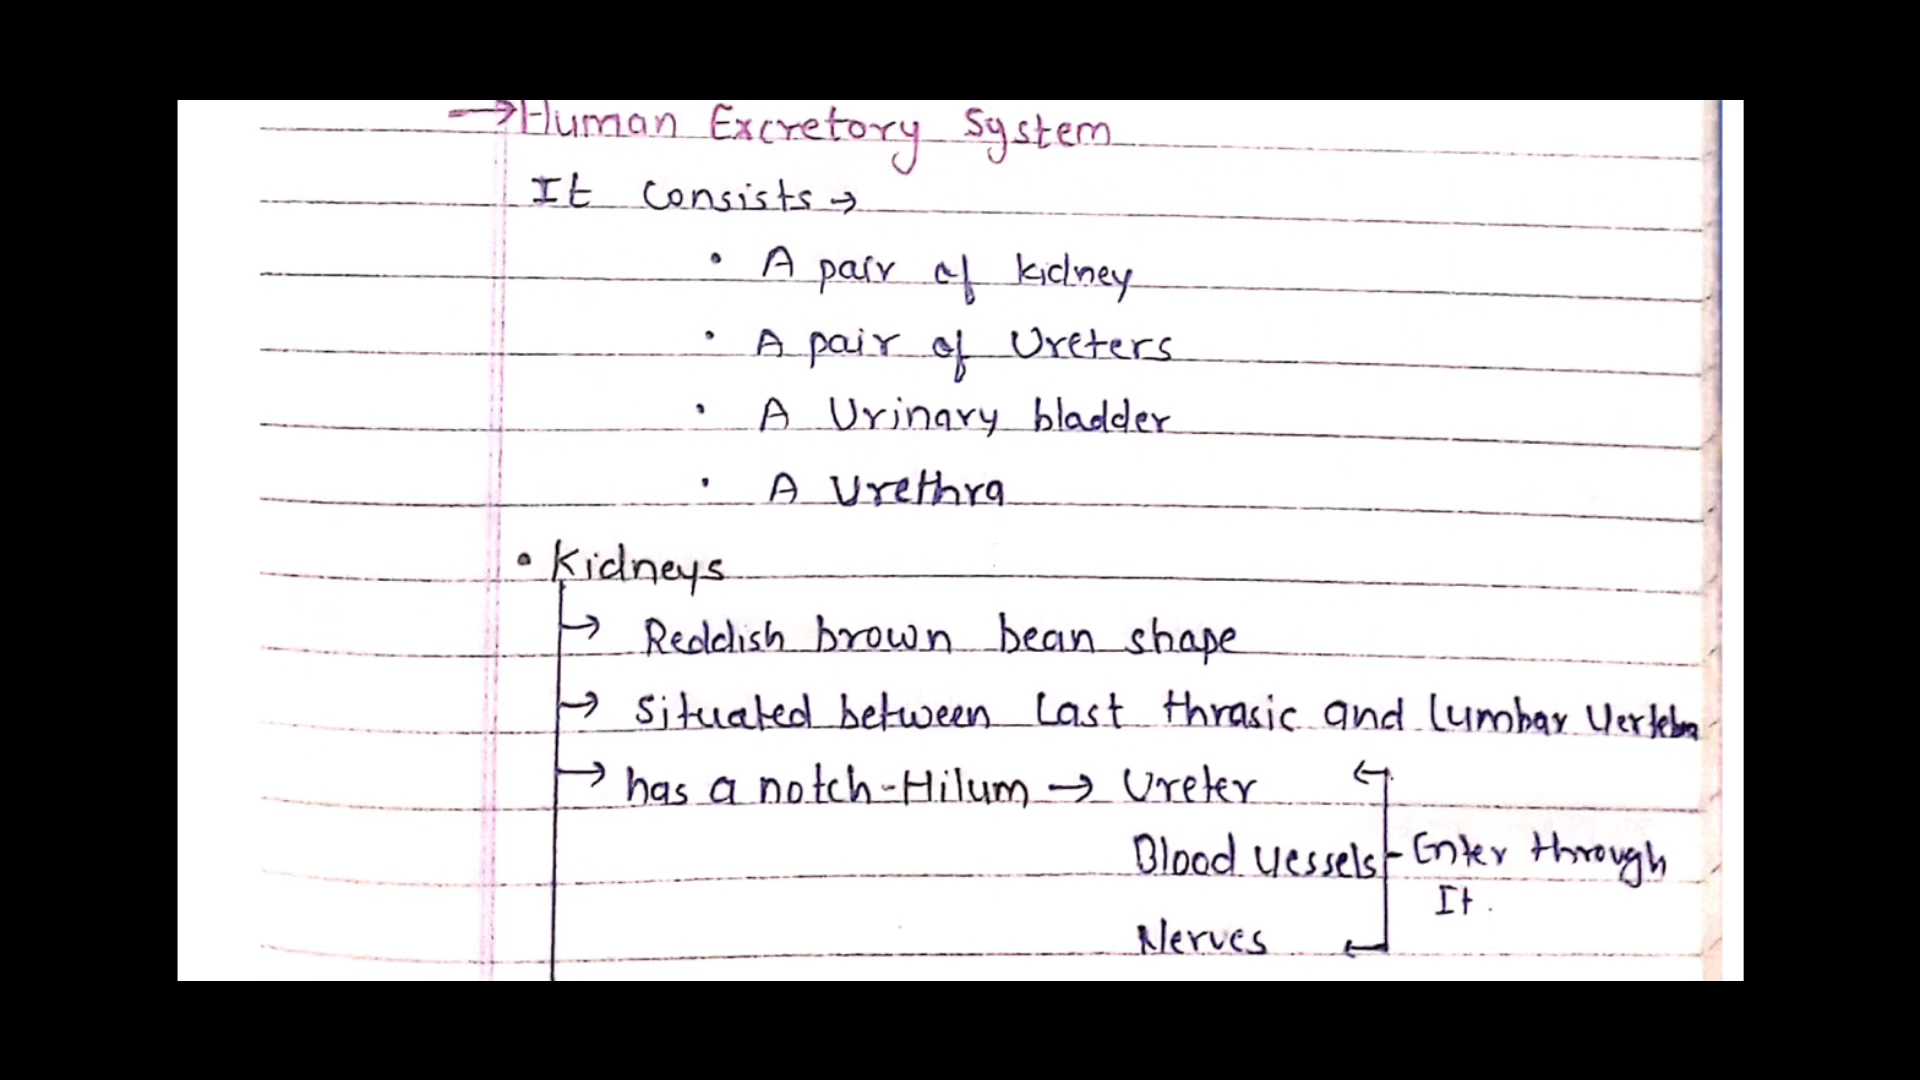 →Human Excretory System
It consists →
• A pair of kidney
• A pair of Ureters
• A Urinary bladder
• A Urethra
• Kidneys
→ Reddish brown bean shape
→ Situated between Last thrasic and Lumbar Vertebra
→ has a notch-Hilum → Ureter
Blood vessels - Enter through
It.
Nerves